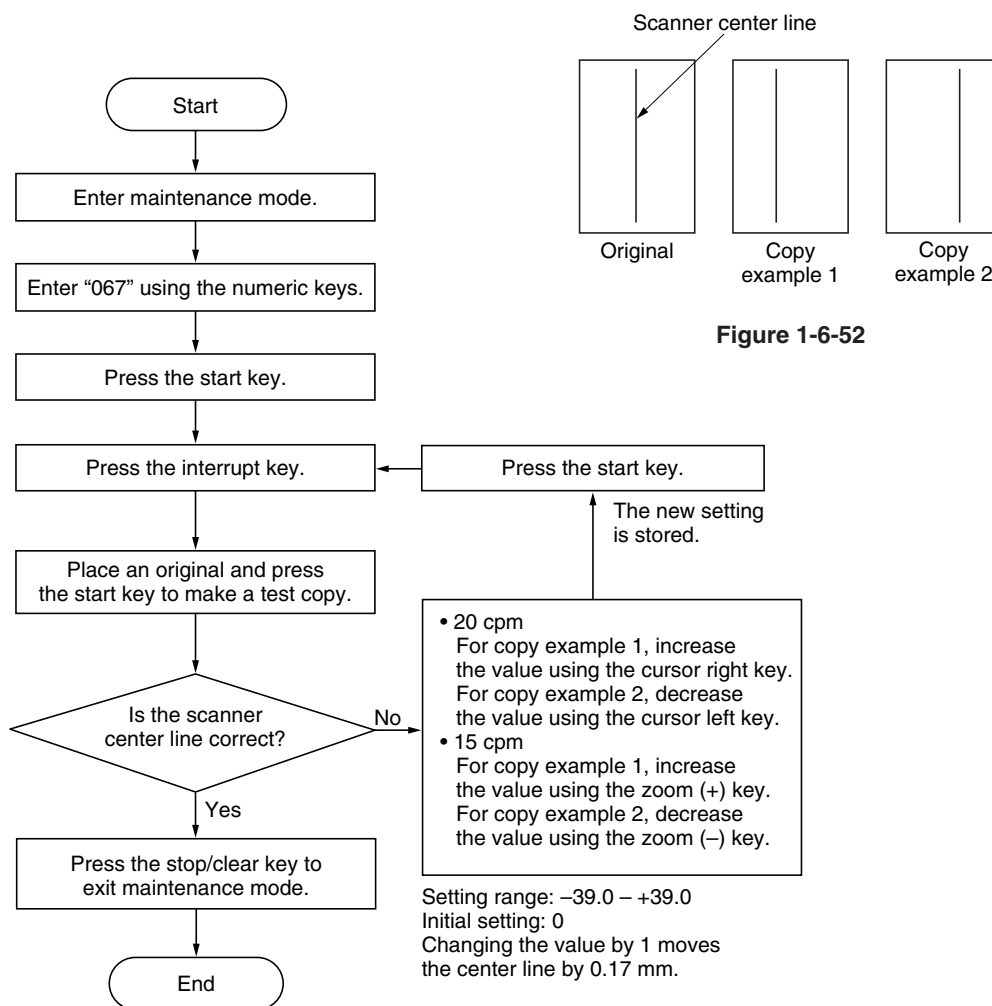 Scanner center line
Original
Copy
example 1
Copy
example 2
Figure 1-6-52
Start
Enter maintenance mode.
Enter “067” using the numeric keys.
Press the start key.
Press the interrupt key.
Press the start key.
The new setting
is stored.
Place an original and press
the start key to make a test copy.
Is the scanner
center line correct?
No
Yes
• 20 cpm
For copy example 1, increase
the value using the cursor right key.
For copy example 2, decrease
the value using the cursor left key.
• 15 cpm
For copy example 1, increase
the value using the zoom (+) key.
For copy example 2, decrease
the value using the zoom (–) key.
Setting range: –39.0 – +39.0
Initial setting: 0
Changing the value by 1 moves
the center line by 0.17 mm.
Press the stop/clear key to
exit maintenance mode.
End